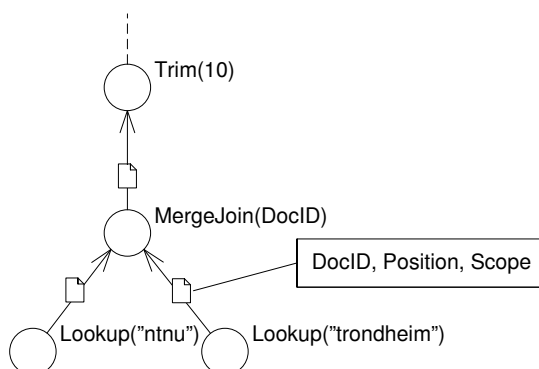 Trim(10)
MergeJoin(DocID)
DocID, Position, Scope
Lookup("ntnu")
Lookup("trondheim")